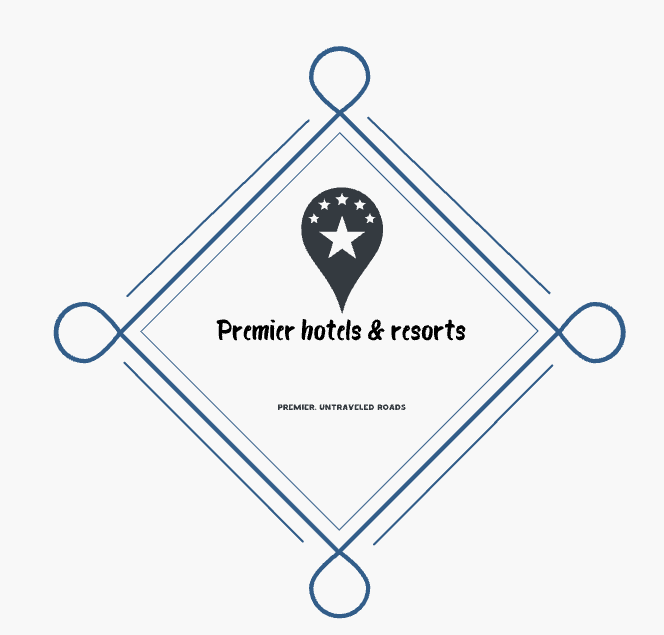 Premier hotels & resorts
PREMIER. UNTRAVELED ROADS